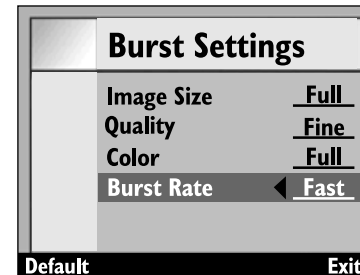 Burst Settings
Image Size Full
Quality Fine
Color Full
Burst Rate Fast
Default Exit